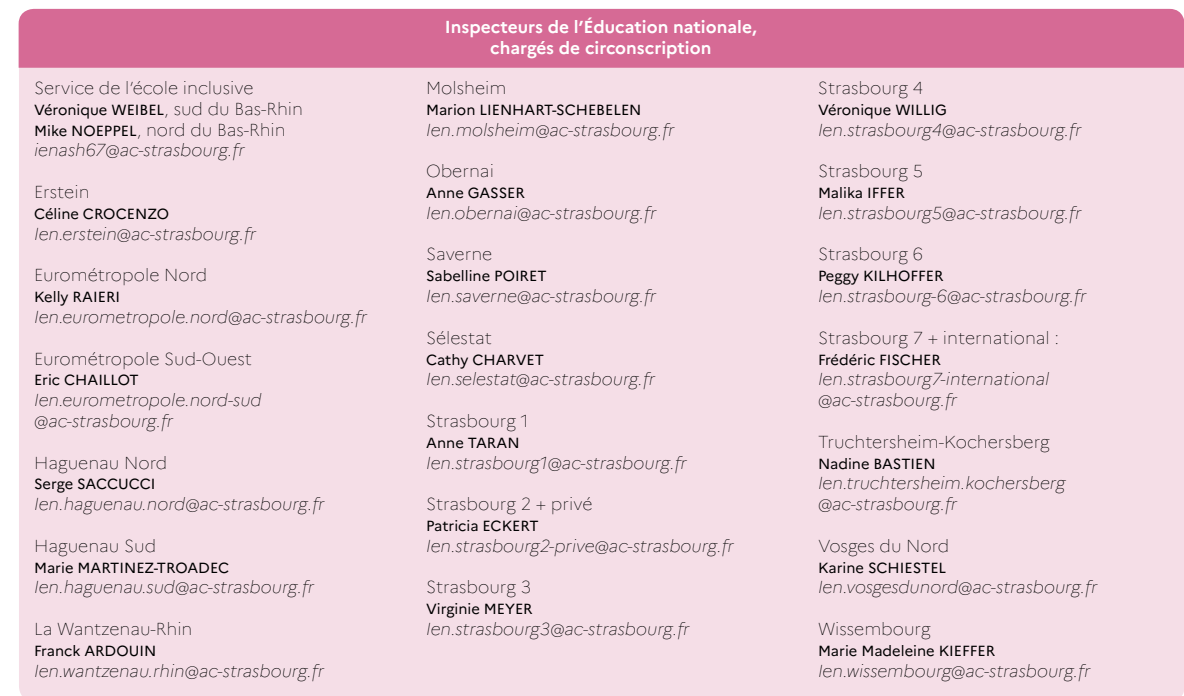 Inspecteurs de l'Éducation nationale,
chargés de circonscription
Service de l'école inclusive
Véronique WEIBEL, sud du Bas-Rhin
Mike NOEPPEL, nord du Bas-Rhin
ienash67@ac-strasbourg.fr
Erstein
Céline CROCENZO
Ien.erstein@ac-strasbourg.fr
Eurométropole Nord
Kelly RAIERI
Ien.eurometropole.nord@ac-strasbourg.fr
Eurométropole Sud-Ouest
Eric CHAILLOT
Ien.eurometropole.nord-sud
@ac-strasbourg.fr
Haguenau Nord
Serge SACCUCCI
Ien.haguenau.nord@ac-strasbourg.fr
Haguenau Sud
Marie MARTINEZ-TROADEC
Ien.haguenau.sud@ac-strasbourg.fr
La Wantzenau-Rhin
Franck ARDOUIN
Ien.wantzenau.rhin@ac-strasbourg.fr
Molsheim
Marion LIENHART-SCHEBELEN
Ien.molsheim@ac-strasbourg.fr
Obernai
Anne GASSER
Ien.obernai@ac-strasbourg.fr
Saverne
Sabelline POIRET
Ien.saverne@ac-strasbourg.fr
Sélestat
Cathy CHARVET
Ien.selestat@ac-strasbourg.fr
Strasbourg 1
Anne TARAN
Ien.strasbourg1@ac-strasbourg.fr
Strasbourg 2 + privé
Patricia ECKERT
Ien.strasbourg2-prive@ac-strasbourg.fr
Strasbourg 3
Virginie MEYER
Ien.strasbourg3@ac-strasbourg.fr
Strasbourg 4
Véronique WILLIG
Ien.strasbourg4@ac-strasbourg.fr
Strasbourg 5
Malika IFFER
Ien.strasbourg5@ac-strasbourg.fr
Strasbourg 6
Peggy KILHOFFER
Ien.strasbourg-6@ac-strasbourg.fr
Strasbourg 7 + international :
Frédéric FISCHER
Ien.strasbourg7-international
@ac-strasbourg.fr
Truchtersheim-Kochersberg
Nadine BASTIEN
Ien.truchtersheim.kochersberg
@ac-strasbourg.fr
Vosges du Nord
Karine SCHIESTEL
Ien.vosgesdunord@ac-strasbourg.fr
Wissembourg
Marie Madeleine KIEFFER
Ien.wissembourg@ac-strasbourg.fr